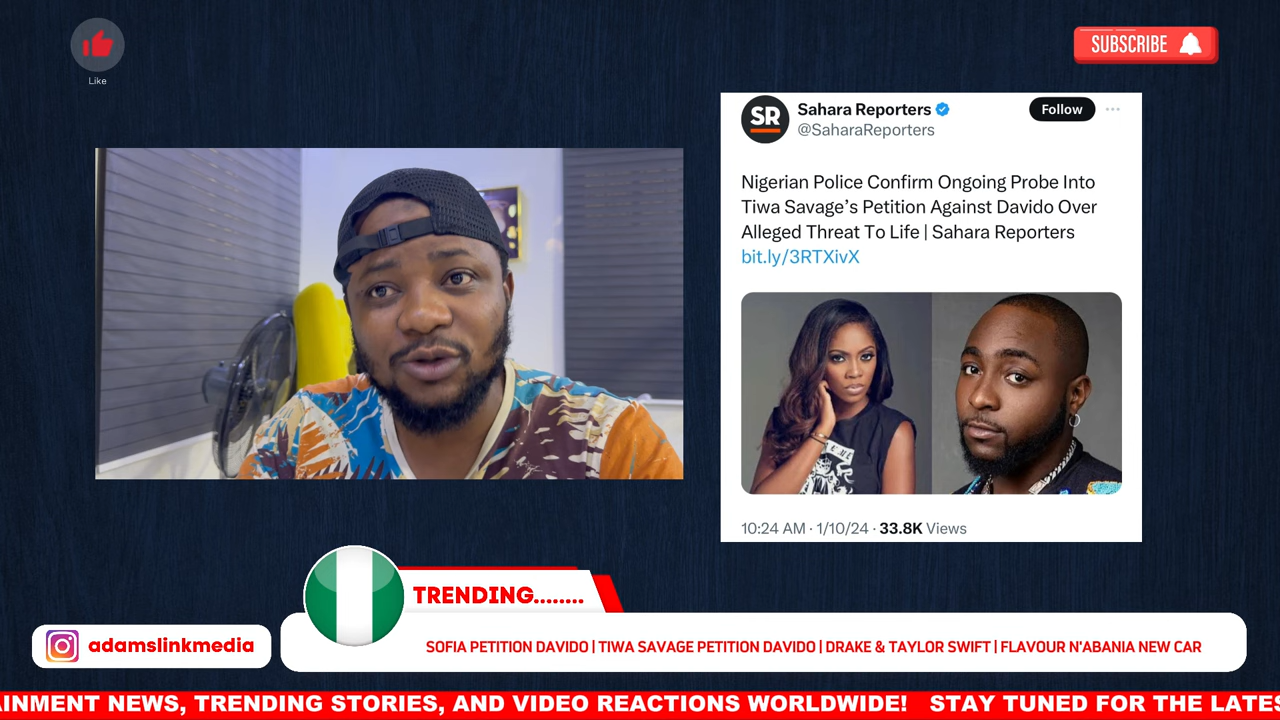 Like
SUBSCRIBE
SR
Sahara Reporters
@SaharaReporters
Follow
Nigerian Police Confirm Ongoing Probe Into
Tiwa Savage’s Petition Against Davido Over
Alleged Threat To Life | Sahara Reporters
bit.ly/3RTXivX
10:24 AM · 1/10/24 · 33.8K Views
TRENDING........
adamslinkmedia
SOFIA PETITION DAVIDO | TIWA SAVAGE PETITION DAVIDO | DRAKE & TAYLOR SWIFT | FLAVOUR N'ABANIA NEW CAR
AINMENT NEWS, TRENDING STORIES, AND VIDEO REACTIONS WORLDWIDE! STAY TUNED FOR THE LATES